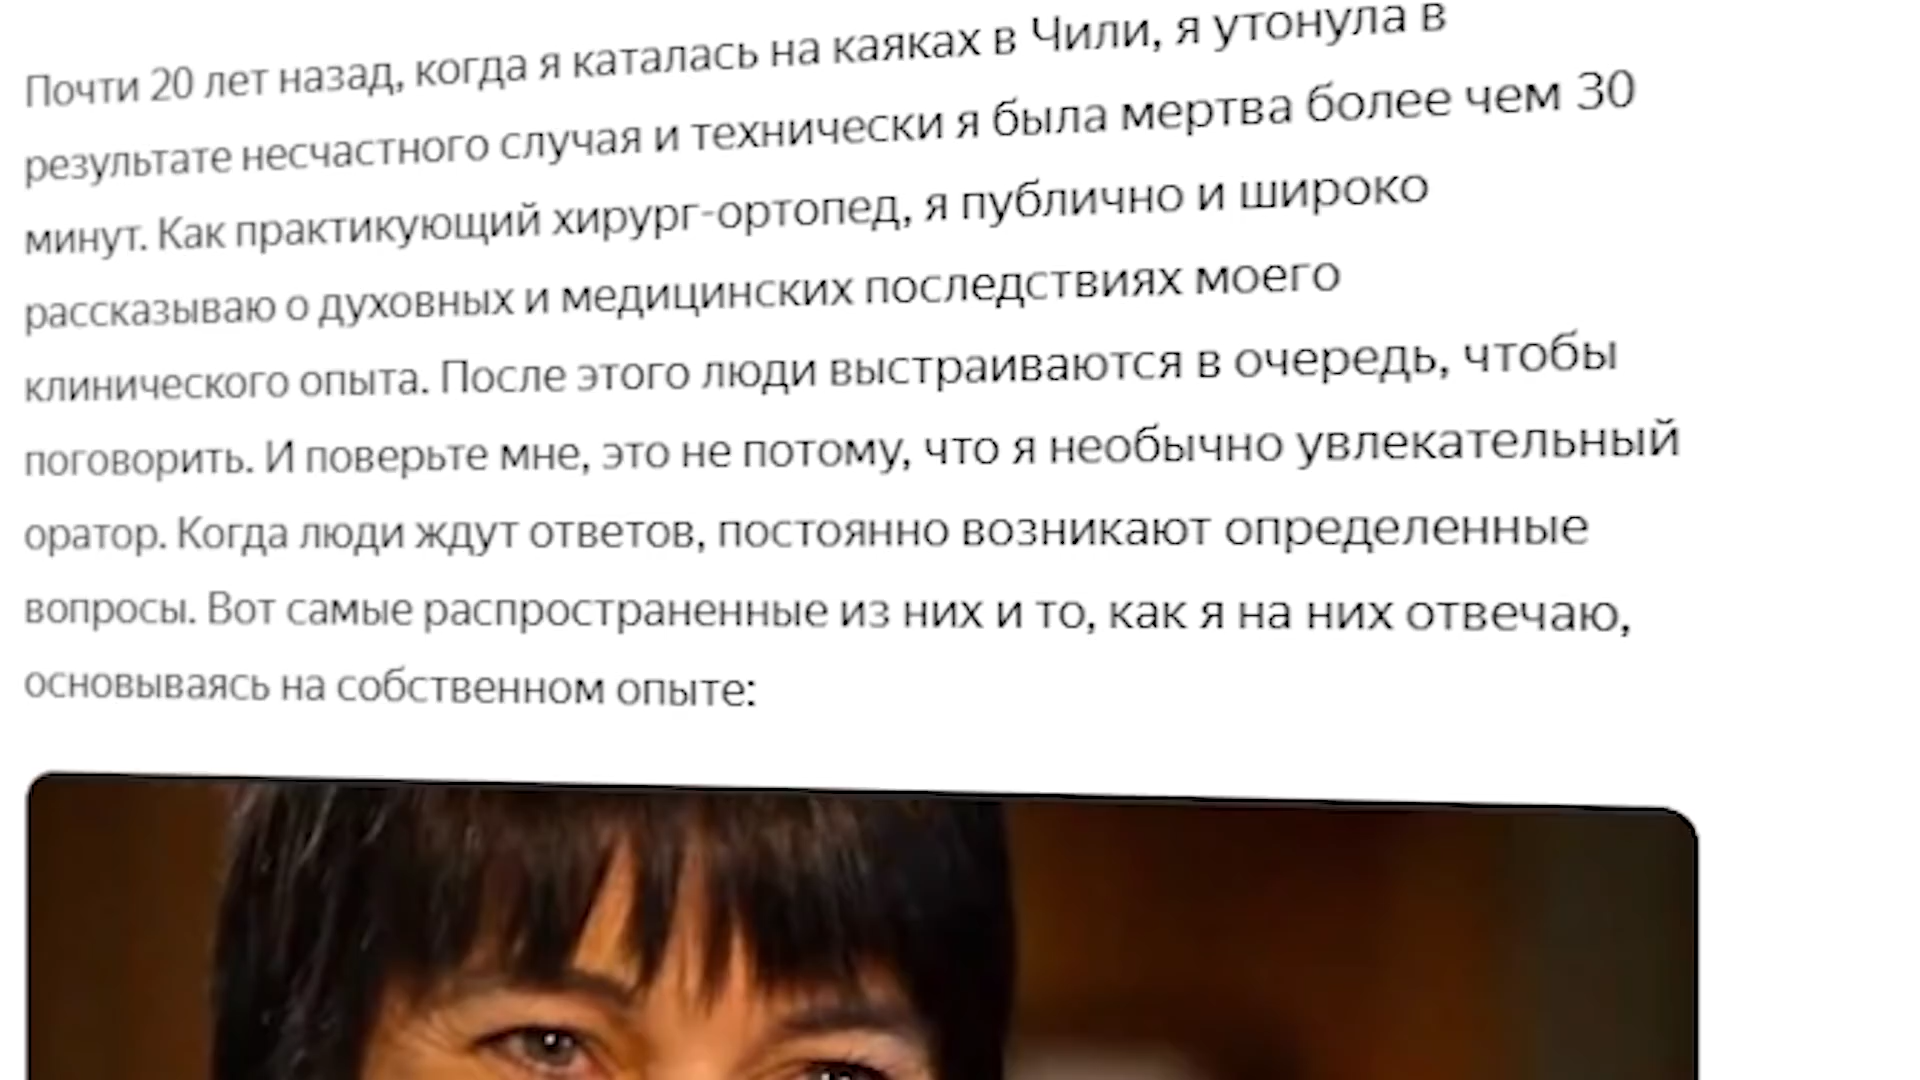 Почти 20 лет назад, когда я каталась на каяках в Чили, я утонула в
результате несчастного случая и технически я была мертва более чем 30
минут. Как практикующий хирург-ортопед, я публично и широко
рассказываю о духовных и медицинских последствиях моего
клинического опыта. После этого люди выстраиваются в очередь, чтобы
поговорить. И поверьте мне, это не потому, что я необычно увлекательный
оратор. Когда люди ждут ответов, постоянно возникают определенные
вопросы. Вот самые распространенные из них и то, как я на них отвечаю,
основываясь на собственном опыте: